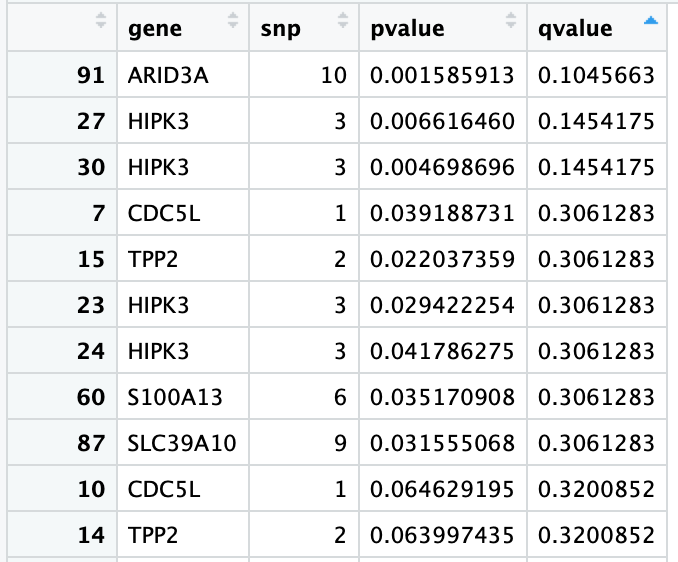 gene snp pvalue qvalue
91 ARID3A 10 0.001585913 0.1045663
27 HIPK3 3 0.006616460 0.1454175
30 HIPK3 3 0.004698696 0.1454175
7 CDC5L 1 0.039188731 0.3061283
15 TPP2 2 0.022037359 0.3061283
23 HIPK3 3 0.029422254 0.3061283
24 HIPK3 3 0.041786275 0.3061283
60 S100A13 6 0.035170908 0.3061283
87 SLC39A10 9 0.031555068 0.3061283
10 CDC5L 1 0.064629195 0.3200852
14 TPP2 2 0.063997435 0.3200852